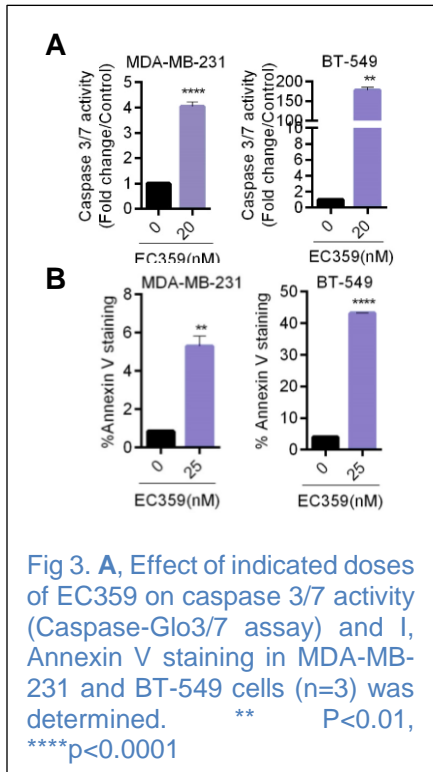 A
MDA-MB-231
BT-549
Caspase 3/7 activity
(Fold change/Control)
5
4
3
2
1
0
****
0
20
EC359(nM)
Caspase 3/7 activity
(Fold change/Control)
200
150
100
10
8
6
4
2
0
**
0
20
EC359(nM)
B
MDA-MB-231
BT-549
%Annexin V staining
8
6
4
2
0
**
0
25
EC359(nM)
% Annexin V staining
50
40
30
20
10
0
****
0
25
EC359(nM)
Fig 3. A, Effect of indicated doses
of EC359 on caspase 3/7 activity
(Caspase-Glo3/7 assay) and I,
Annexin V staining in MDA-MB-
231 and BT-549 cells (n=3) was
determined. ** P<0.01,
****p<0.0001